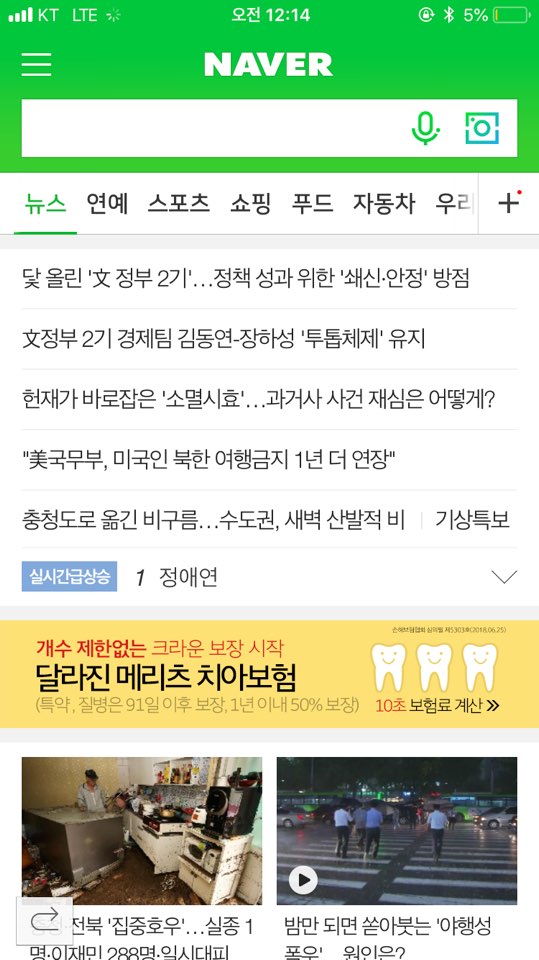 KT LTE 오전 12:14 5%
NAVER
뉴스 연예 스포츠 쇼핑 푸드 자동차 우리
닻 올린 '文 정부 2기'…정책 성과 위한 '쇄신·안정' 방점
文정부 2기 경제팀 김동연-장하성 '투톱체제' 유지
헌재가 바로잡은 '소멸시효'…과거사 사건 재심은 어떻게?
"美국무부, 미국인 북한 여행금지 1년 더 연장"
충청도로 옮긴 비구름…수도권, 새벽 산발적 비 기상특보
실시간급상승 1 정애연
손해보험협회 심의필 제5303호(2018.06.25)
개수 제한없는 크라운 보장 시작
달라진 메리츠 치아보험
(특약, 질병은 91일 이후 보장, 1년 이내 50% 보장)
10초 보험료 계산 »
·전북 '집중호우'…실종 1
명·이재민 288명·일시대피
밤만 되면 쏟아붓는 '야행성
폭우'…원인은?